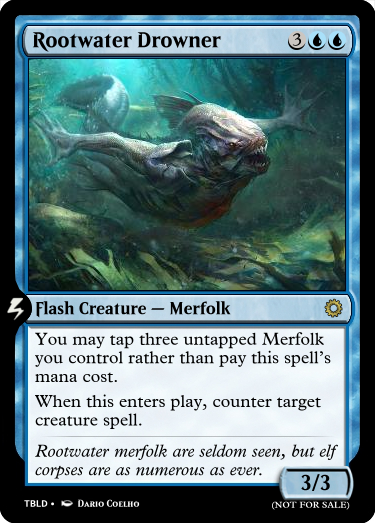 Rootwater Drowner 3
Flash Creature — Merfolk
You may tap three untapped Merfolk
you control rather than pay this spell's
mana cost.
When this enters play, counter target
creature spell.
Rootwater merfolk are seldom seen, but elf
corpses are as numerous as ever.
3/3
TBLD • Dario Coelho
(NOT FOR SALE)